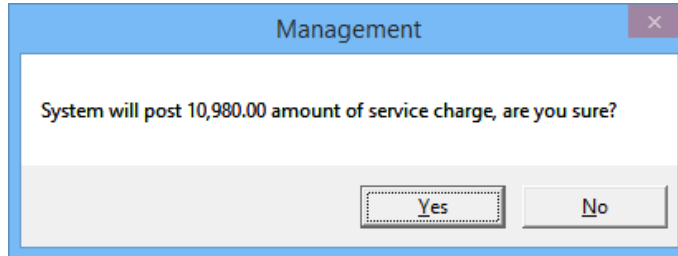 Management
System will post 10,980.00 amount of service charge, are you sure?
Yes
No